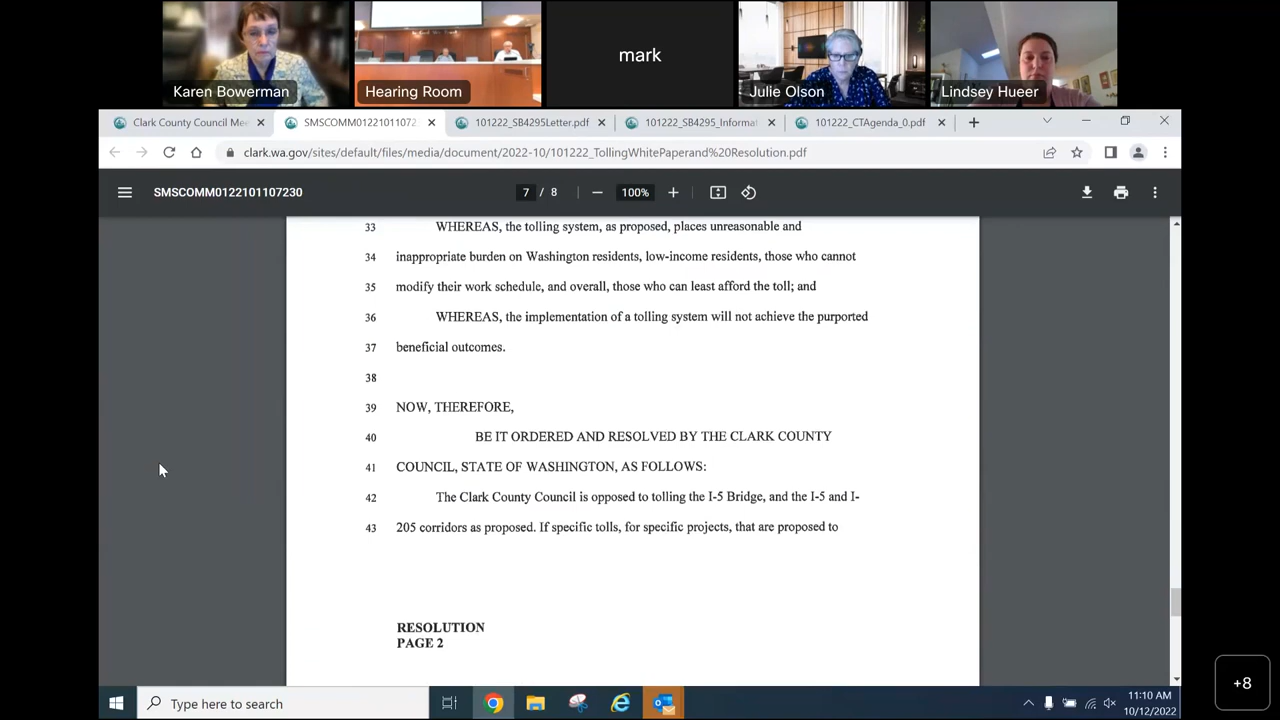 Karen Bowerman
Hearing Room
mark
Julie Olson
Lindsey Hueer
Clark County Council Me
SMSCOMM0122101107
101222_SB4295Letter.pdf
101222_SB4295_Informa
101222_CTAgenda_0.pdf
clark.wa.gov/sites/default/files/media/document/2022-10/101222_TollingWhitePaperand%20Resolution.pdf
SMSCOMM0122101107230
7 / 8
100%
33 WHEREAS, the tolling system, as proposed, places unreasonable and
34 inappropriate burden on Washington residents, low-income residents, those who cannot
35 modify their work schedule, and overall, those who can least afford the toll; and
36 WHEREAS, the implementation of a tolling system will not achieve the purported
37 beneficial outcomes.
38
39 NOW, THEREFORE,
40 BE IT ORDERED AND RESOLVED BY THE CLARK COUNTY
41 COUNCIL, STATE OF WASHINGTON, AS FOLLOWS:
42 The Clark County Council is opposed to tolling the I-5 Bridge, and the I-5 and I-
43 205 corridors as proposed. If specific tolls, for specific projects, that are proposed to
RESOLUTION
PAGE 2
+8
Type here to search
11:10 AM
10/12/2022